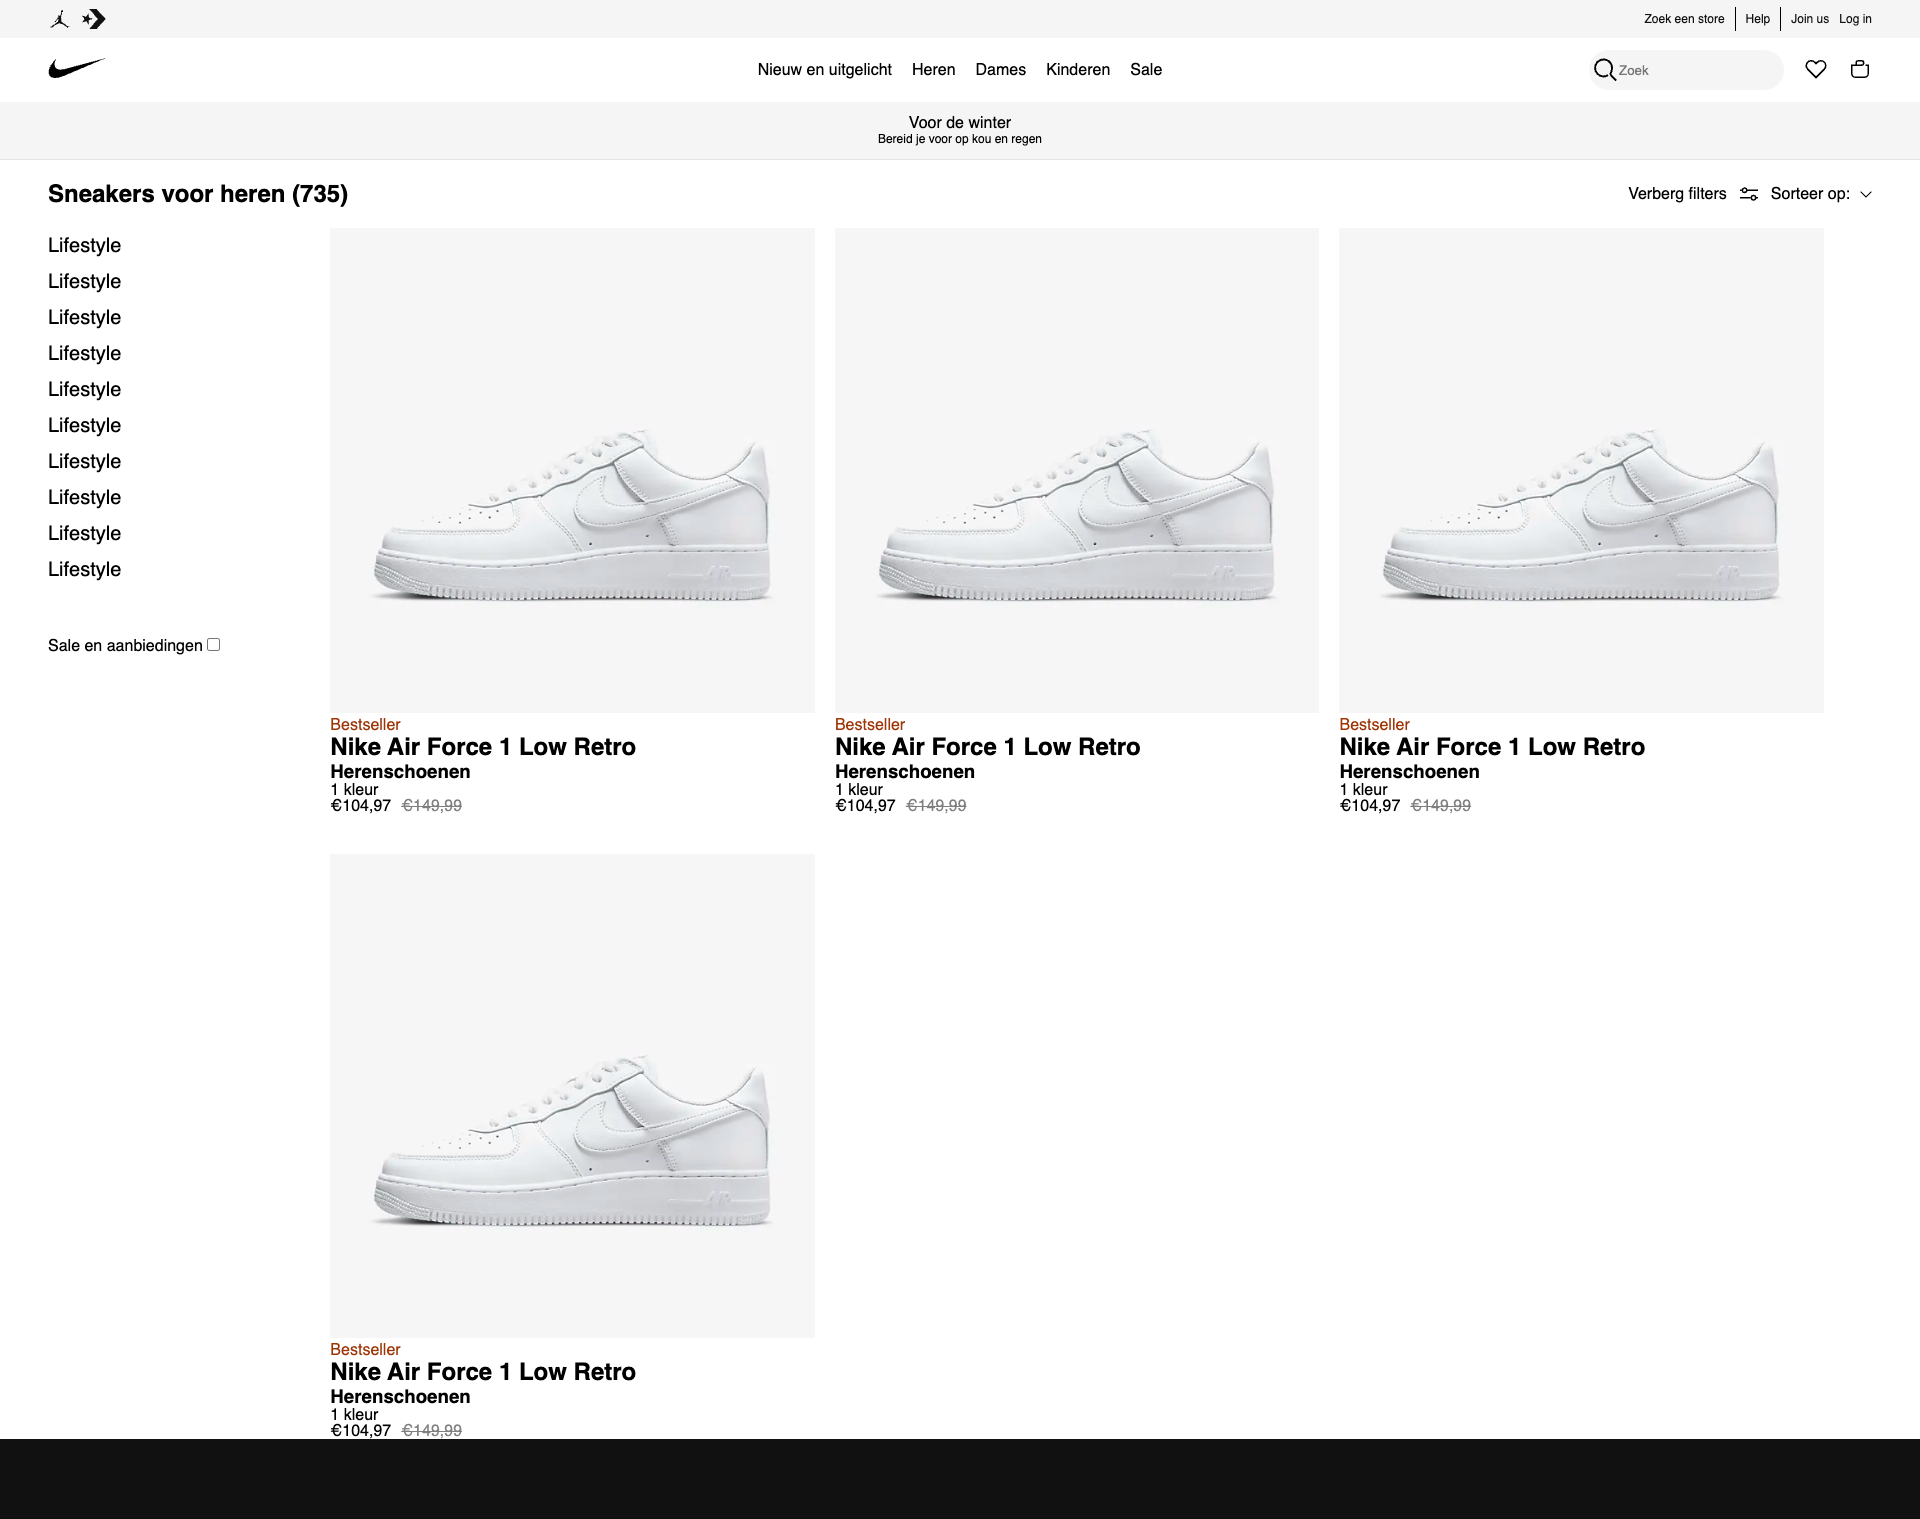 Zoek een store
Help
Join us
Log in
Nieuw en uitgelicht
Heren
Dames
Kinderen
Sale
Zoek
Voor de winter
Bereid je voor op kou en regen
Sneakers voor heren (735)
Verberg filters
Sorteer op:
Lifestyle
Lifestyle
Lifestyle
Lifestyle
Lifestyle
Lifestyle
Lifestyle
Lifestyle
Lifestyle
Lifestyle
Sale en aanbiedingen
Bestseller
Nike Air Force 1 Low Retro
Herenschoenen
1 kleur
€104,97 €149,99
Bestseller
Nike Air Force 1 Low Retro
Herenschoenen
1 kleur
€104,97 €149,99
Bestseller
Nike Air Force 1 Low Retro
Herenschoenen
1 kleur
€104,97 €149,99
Bestseller
Nike Air Force 1 Low Retro
Herenschoenen
1 kleur
€104,97 €149,99